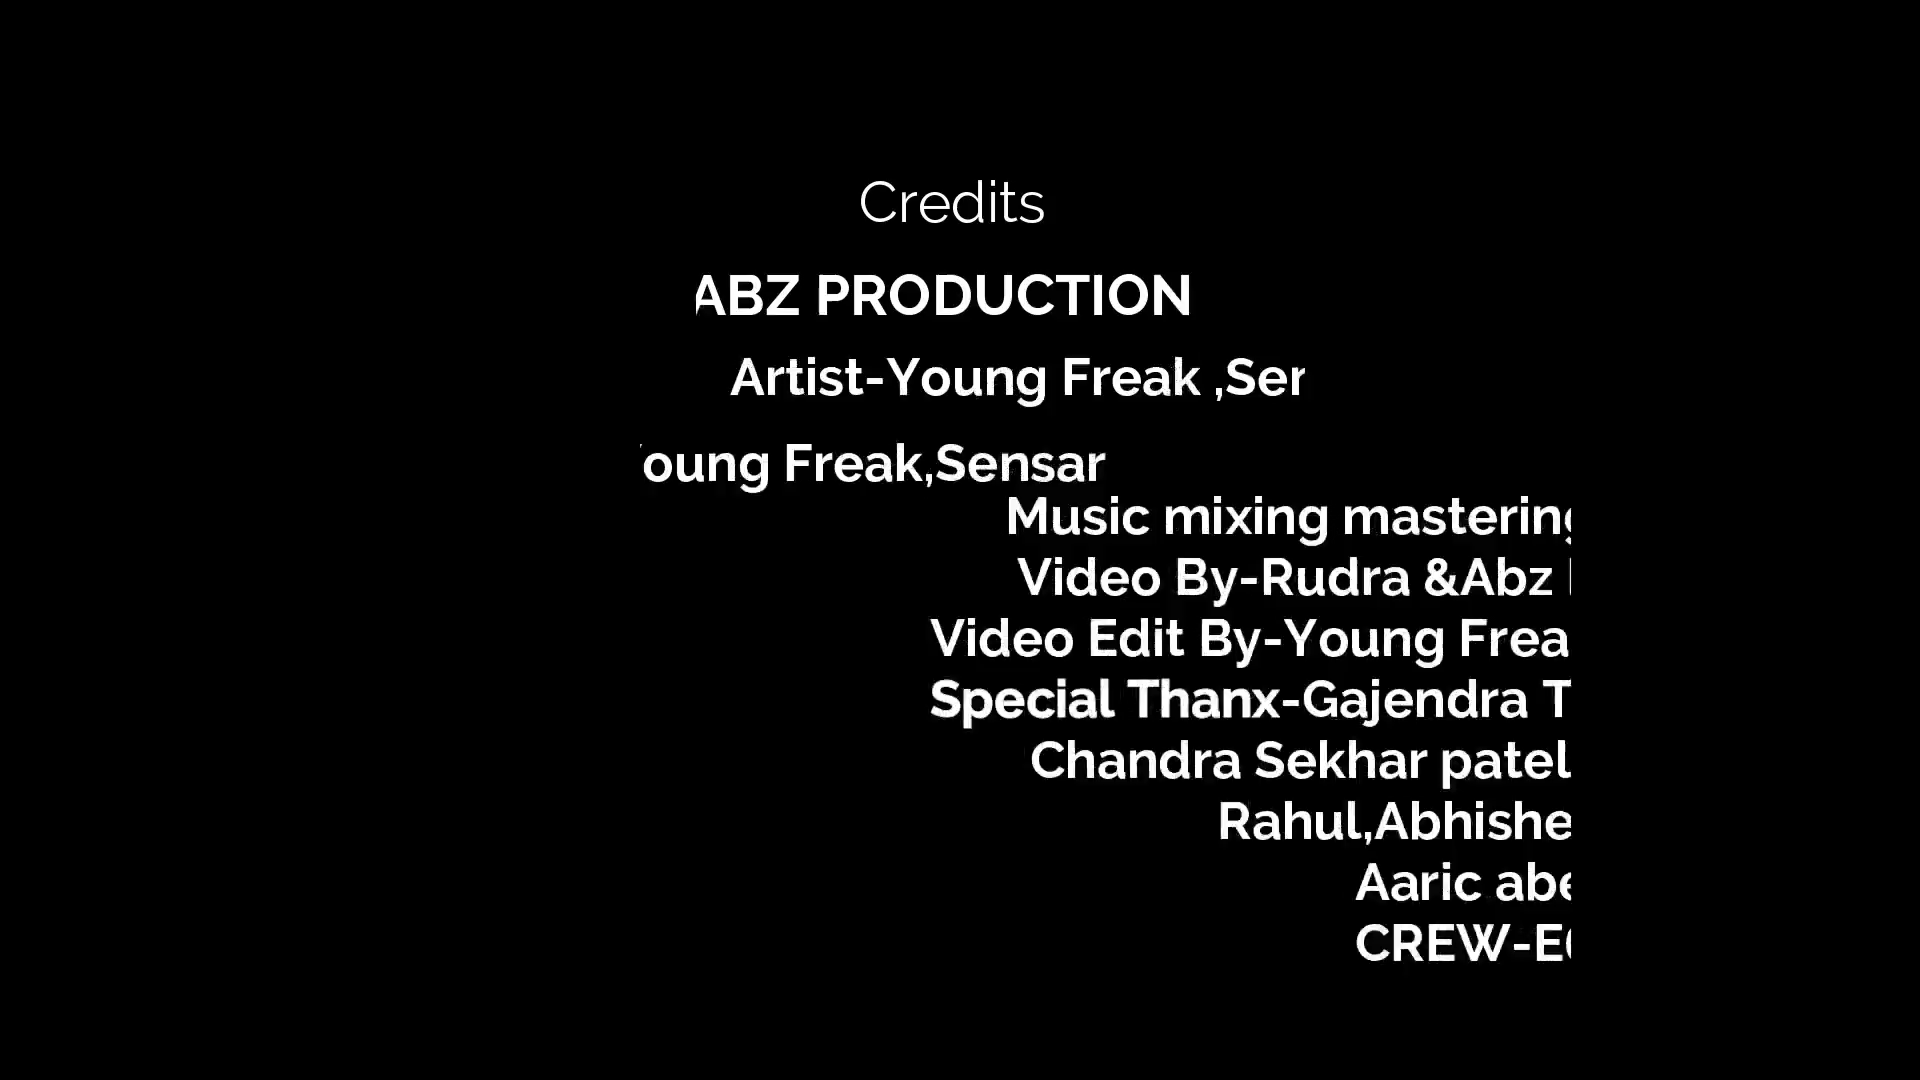 Credits
ABZ PRODUCTION
Artist-Young Freak ,Ser
oung Freak,Sensar
Music mixing mastering
Video By-Rudra &Abz
Video Edit By-Young Frea
Special Thanx-Gajendra T
Chandra Sekhar patel
Rahul,Abhishe
Aaric abe
CREW-E